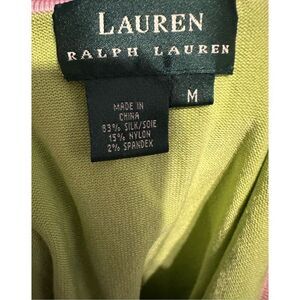 LAUREN
RALPH LAUREN
M
MADE IN
CHINA
83% SILK/SOIE
15% NYLON
2% SPANDEX